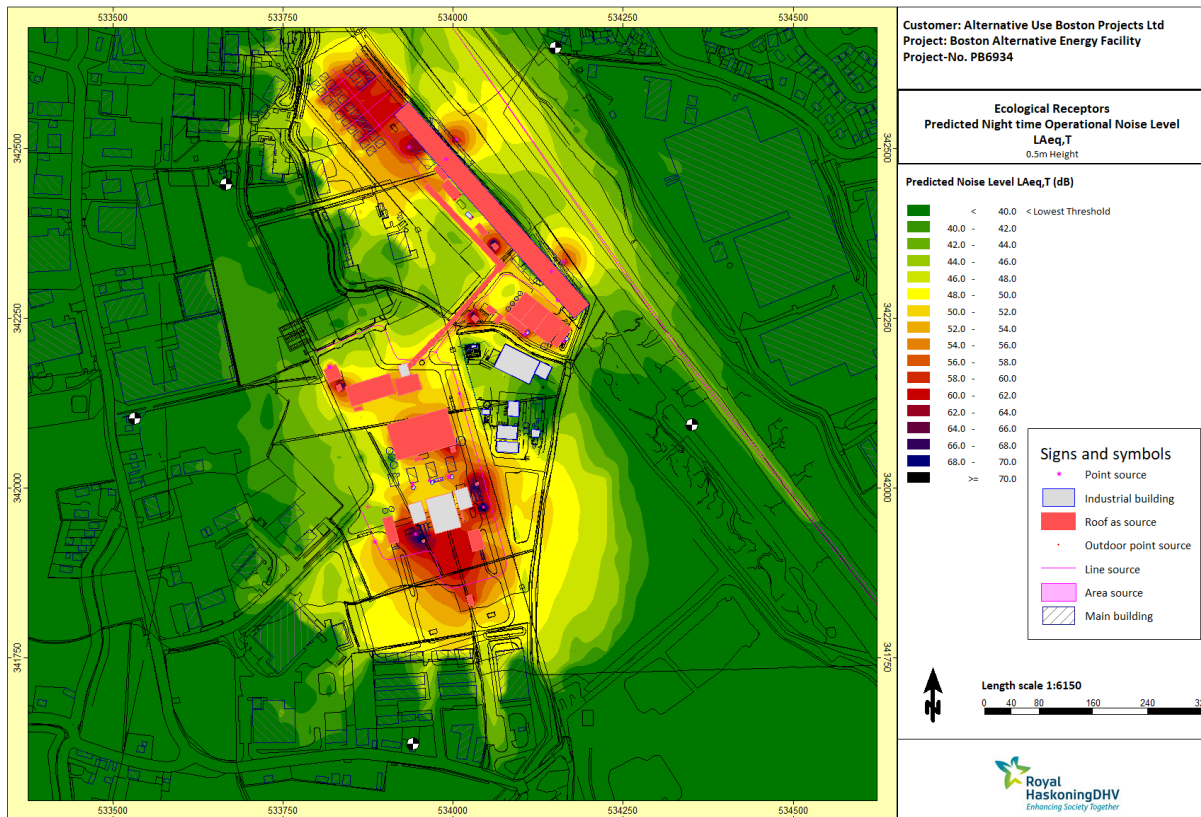 533500 533750 534000 534250 534500
342500 342500
342250 342250
342000 342000
341750 341750
533500 533750 534000 534250 534500
Customer: Alternative Use Boston Projects Ltd
Project: Boston Alternative Energy Facility
Project-No. PB6934
Ecological Receptors
Predicted Night time Operational Noise Level
LAeq,T
0.5m Height
Predicted Noise Level LAeq,T (dB)
< 40.0 < Lowest Threshold
40.0 - 42.0
42.0 - 44.0
44.0 - 46.0
46.0 - 48.0
48.0 - 50.0
50.0 - 52.0
52.0 - 54.0
54.0 - 56.0
56.0 - 58.0
58.0 - 60.0
60.0 - 62.0
62.0 - 64.0
64.0 - 66.0
66.0 - 68.0
68.0 - 70.0
>= 70.0
Signs and symbols
Point source
Industrial building
Roof as source
Outdoor point source
Line source
Area source
Main building
N
Length scale 1:6150
0 40 80 160 240
Royal
HaskoningDHV
Enhancing Society Together